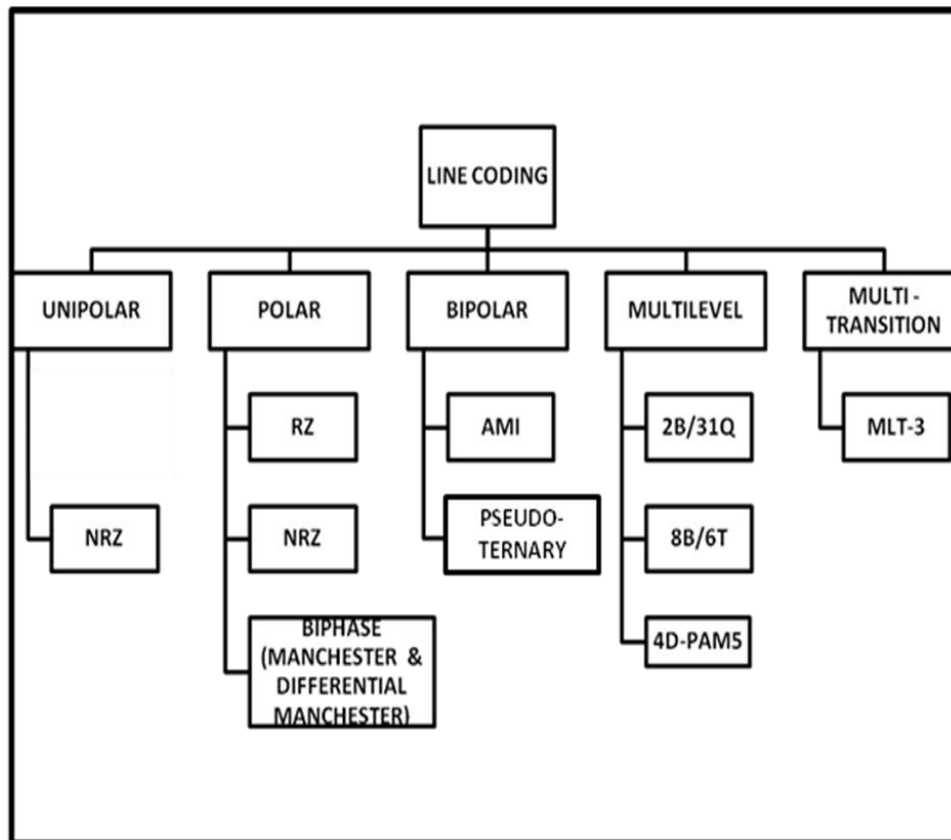 LINE CODING
UNIPOLAR
POLAR
BIPOLAR
MULTILEVEL
MULTI -
TRANSITION
RZ
AMI
2B/31Q
MLT-3
NRZ
NRZ
PSEUDO-
TERNARY
8B/6T
BIPHASE
(MANCHESTER &
DIFFERENTIAL
MANCHESTER)
4D-PAM5